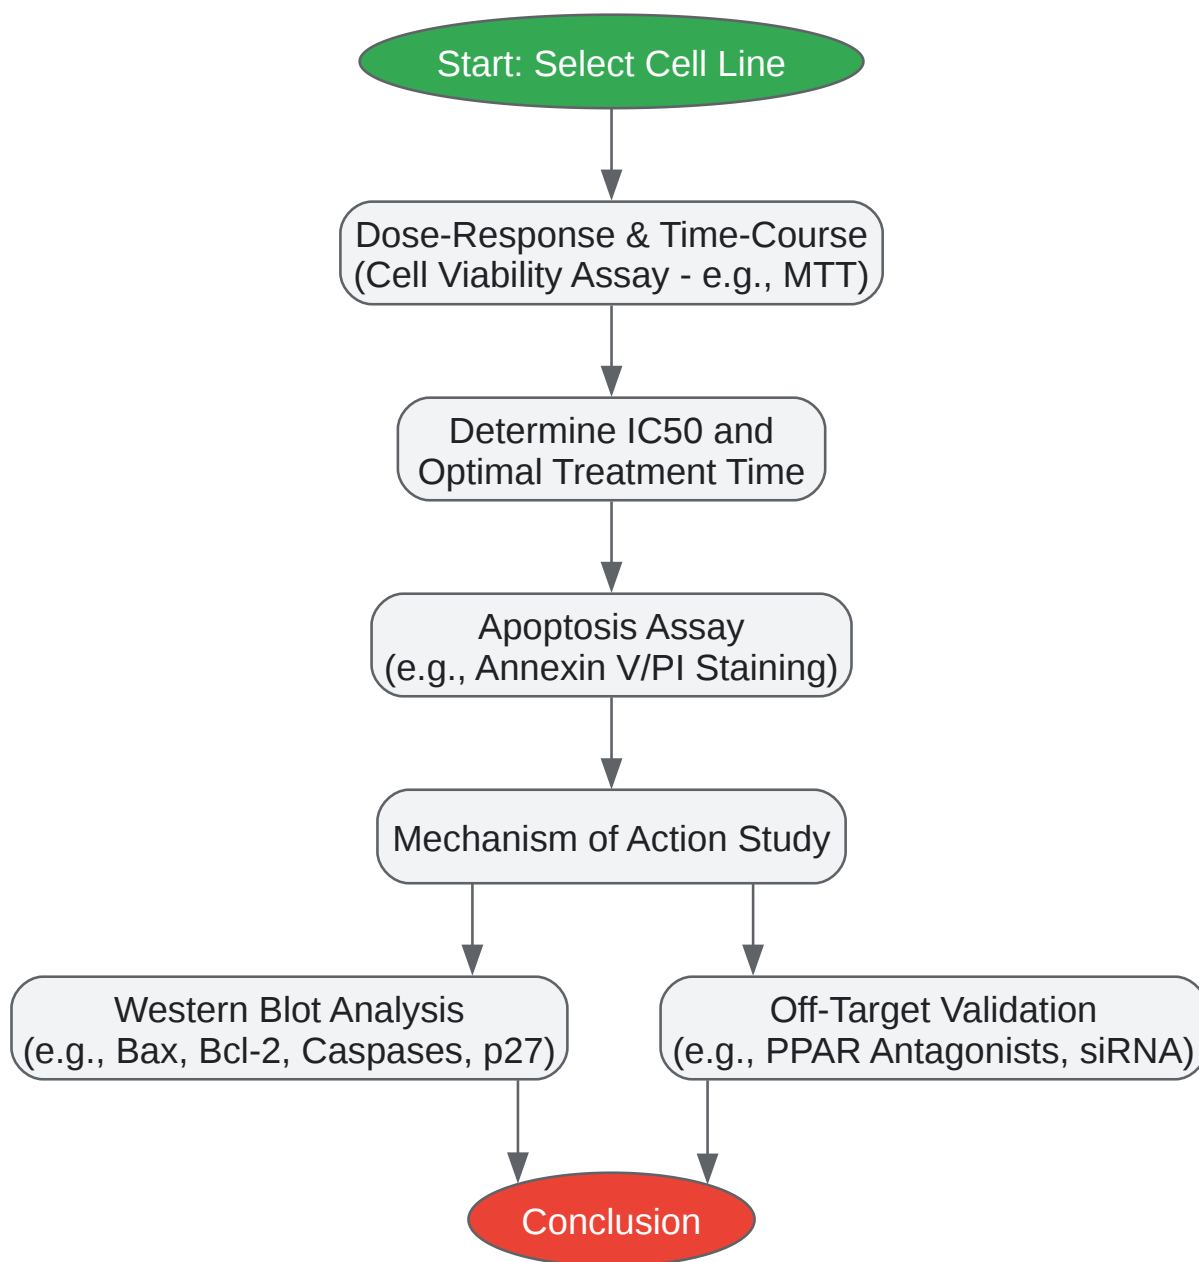 Start: Select Cell Line
Dose-Response & Time-Course
(Cell Viability Assay - e.g., MTT)
Determine IC50 and
Optimal Treatment Time
Apoptosis Assay
(e.g., Annexin V/PI Staining)
Mechanism of Action Study
Western Blot Analysis
(e.g., Bax, Bcl-2, Caspases, p27)
Off-Target Validation
(e.g., PPAR Antagonists, siRNA)
Conclusion